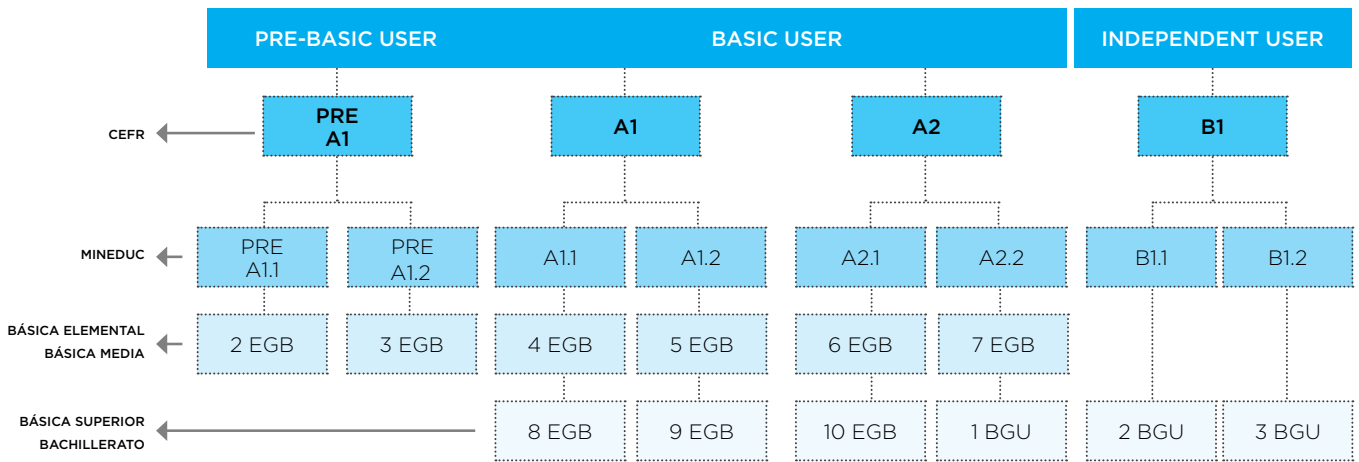 PRE-BASIC USER BASIC USER INDEPENDENT USER
CEFR
PRE
A1
A1
A2
B1
MINEDUC
PRE
A1.1
PRE
A1.2
A1.1
A1.2
A2.1
A2.2
B1.1
B1.2
BÁSICA ELEMENTAL
BÁSICA MEDIA
2 EGB
3 EGB
4 EGB
5 EGB
6 EGB
7 EGB
BÁSICA SUPERIOR
BACHILLERATO
8 EGB
9 EGB
10 EGB
1 BGU
2 BGU
3 BGU